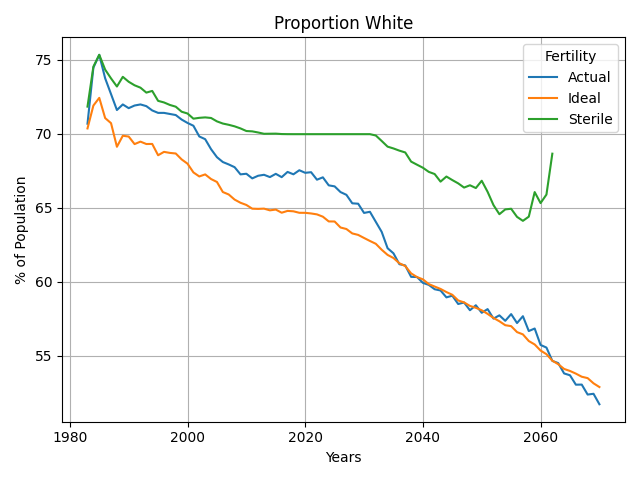 Proportion White
Fertility
Actual
Ideal
Sterile
% of Population
75
70
65
60
55
1980
2000
2020
2040
2060
Years